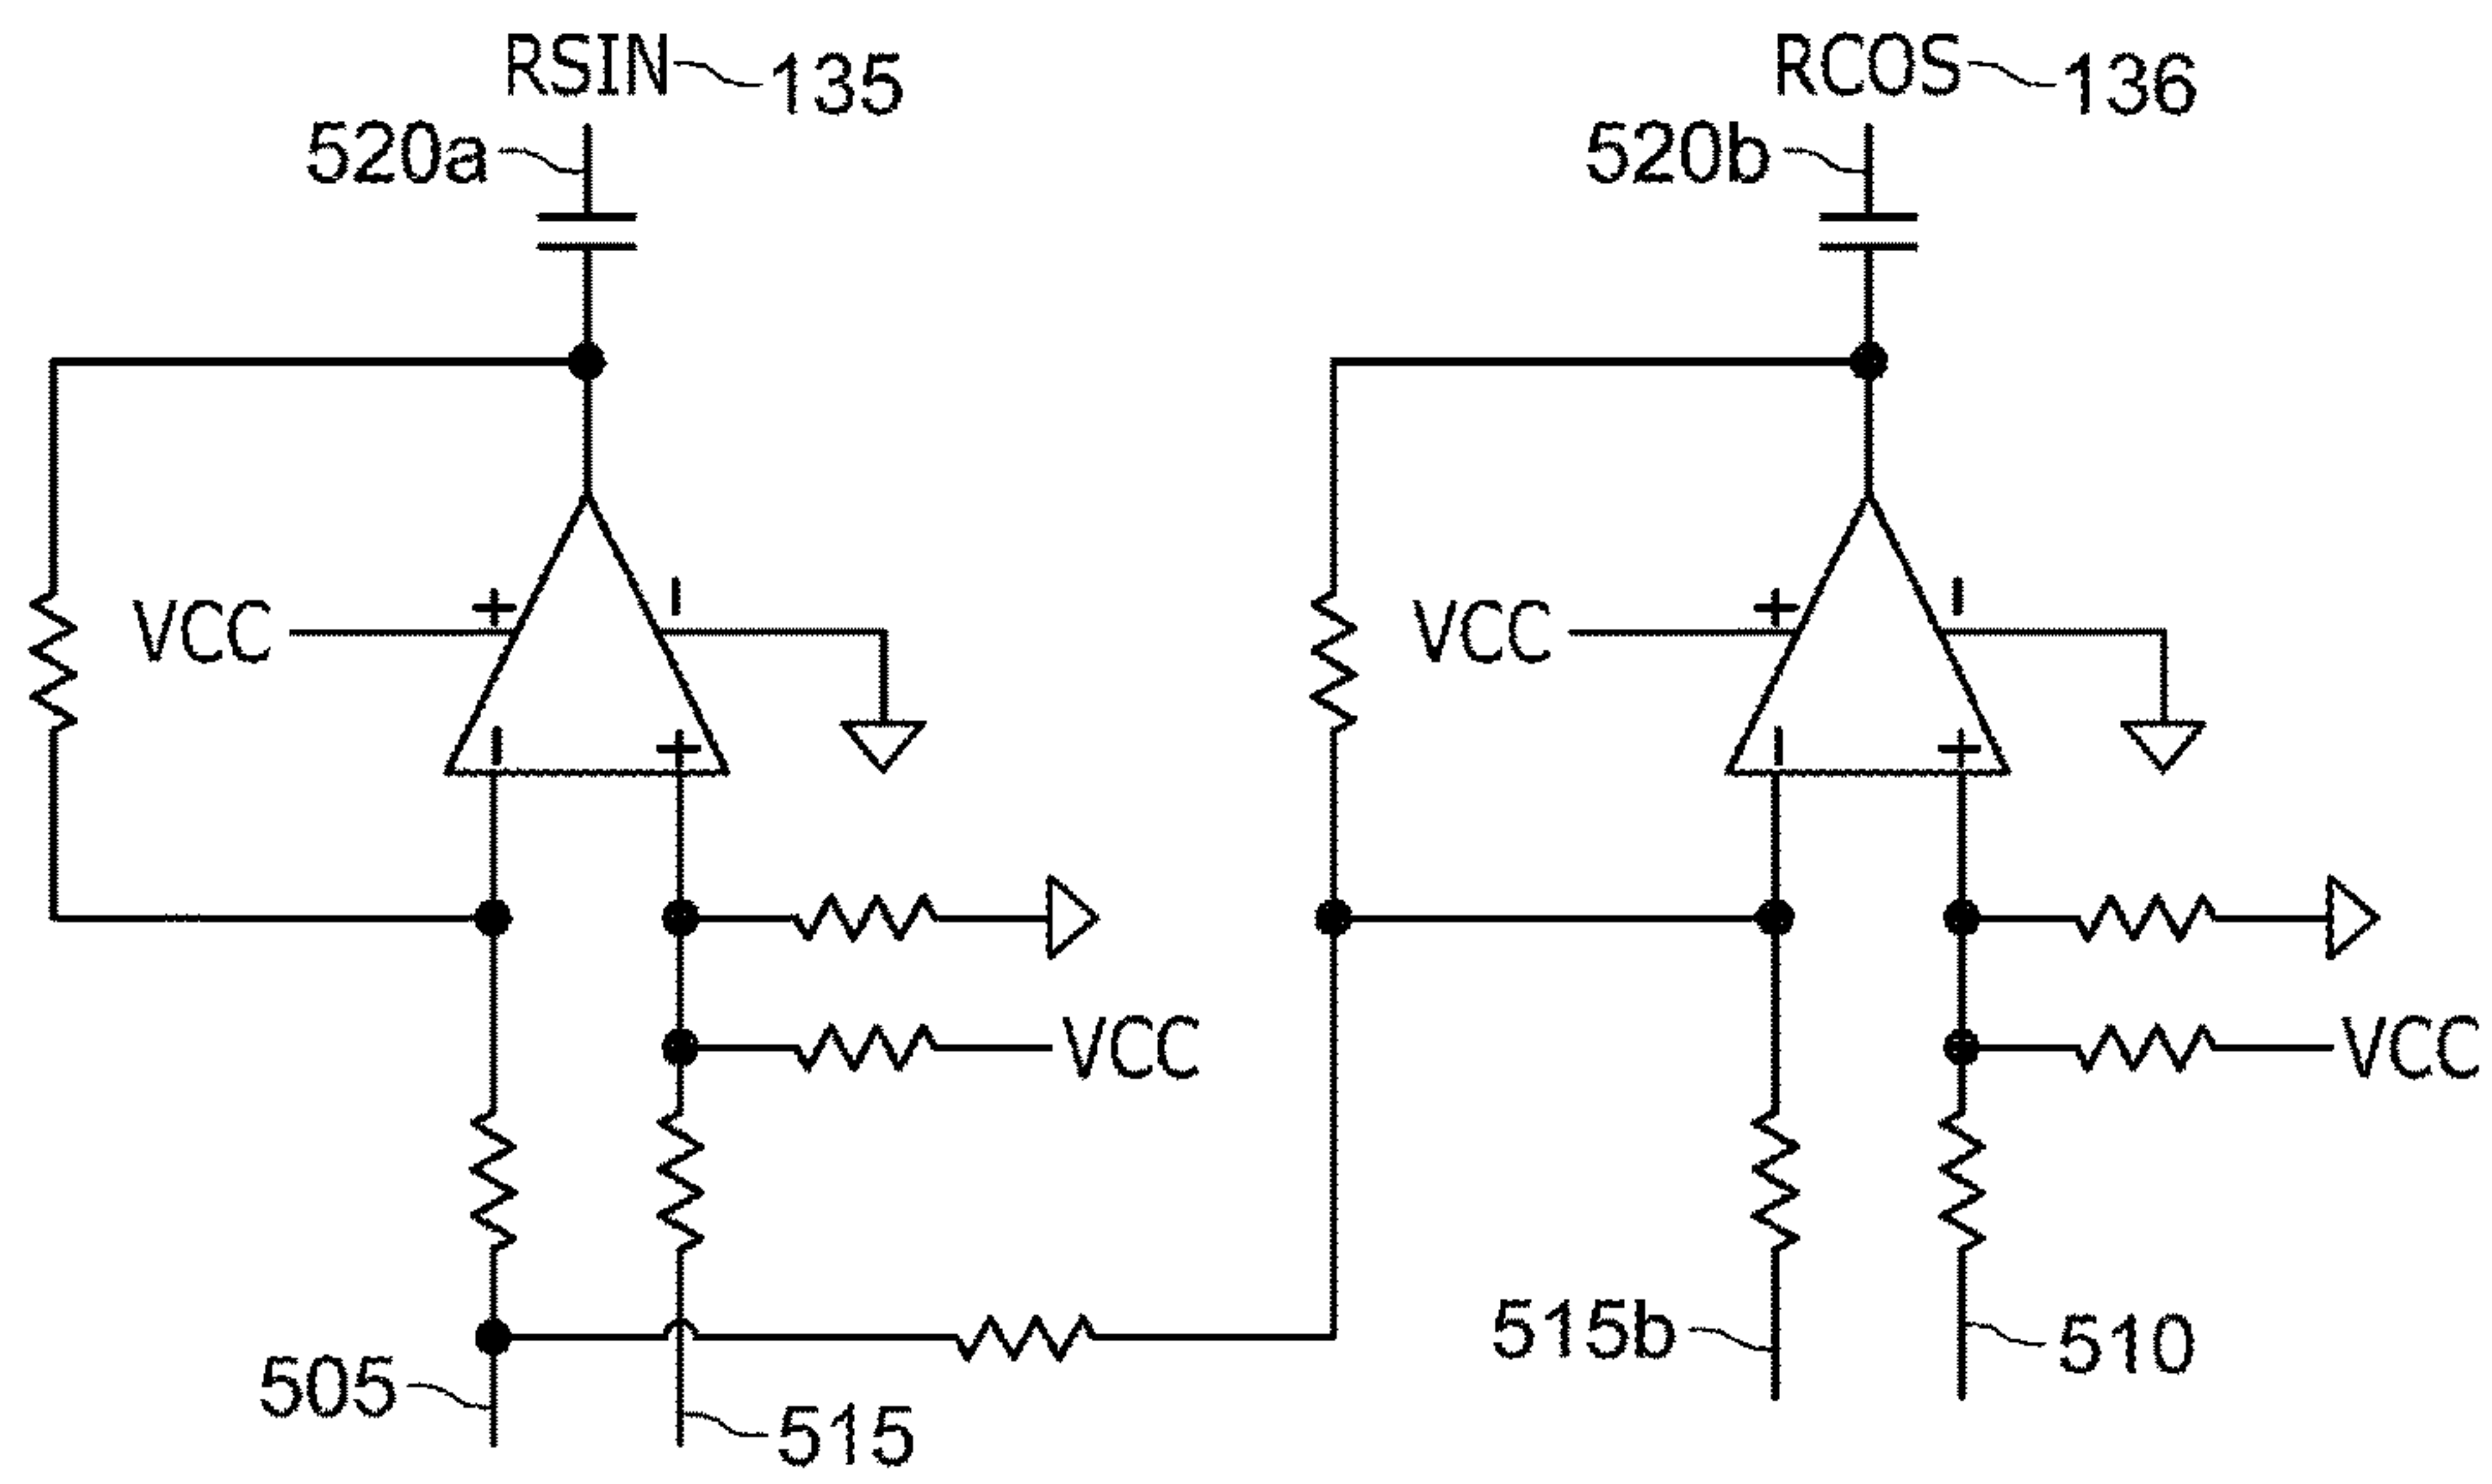 RSIN 135
RCOS 136
520a
520b
+ −
+ −
VCC
VCC
− +
− +
VCC
VCC
515b
510
505
515